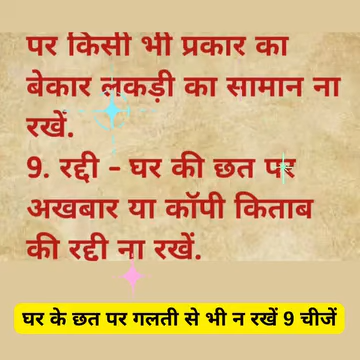 पर किसी भी प्रकार का
बेकार लकड़ी का सामान ना
रखें.
9. रद्दी - घर की छत पर
अखबार या कॉपी किताब
की रद्दी ना रखें.
घर के छत पर गलती से भी न रखें 9 चीजें